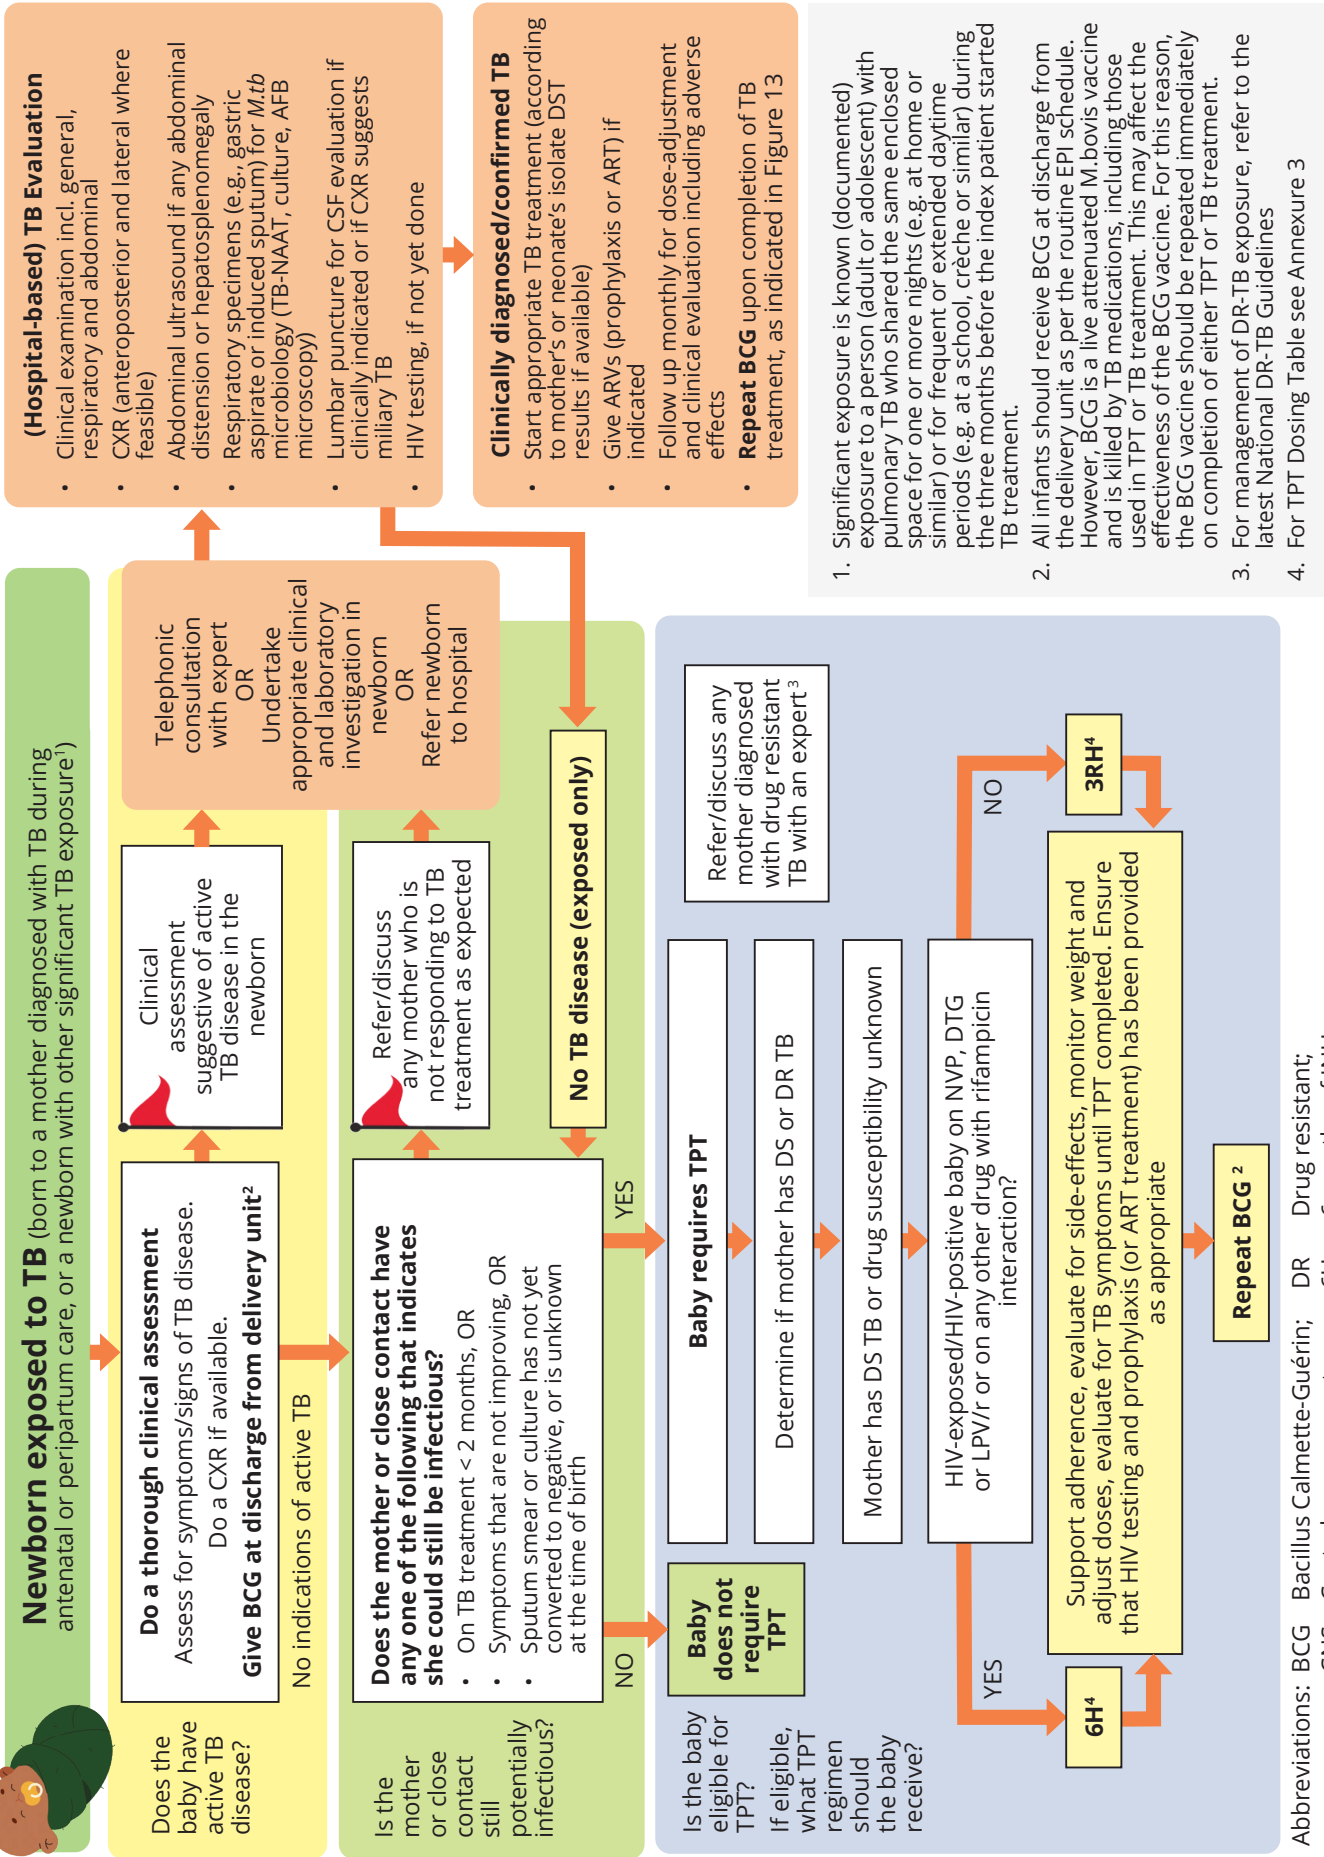 Newborn exposed to TB (born to a mother diagnosed with TB during
antenatal or peripartum care, or a newborn with other significant TB exposure¹)
Does the
baby have
active TB
disease?
Do a thorough clinical assessment
Assess for symptoms/signs of TB disease.
Do a CXR if available.
Give BCG at discharge from delivery unit²
Clinical
assessment
suggestive of active
TB disease in the
newborn
No indications of active TB
Telephonic
consultation
with expert
OR
Undertake
appropriate clinical
and laboratory
investigation in
newborn
OR
Refer newborn
to hospital
(Hospital-based) TB Evaluation
• Clinical examination incl. general,
respiratory and abdominal
• CXR (anteroposterior and lateral where
feasible)
• Abdominal ultrasound if any abdominal
distension or hepatosplenomegaly
• Respiratory specimens (e.g., gastric
aspirate or induced sputum) for M.tb
microbiology (TB-NAAT, culture, AFB
microscopy)
• Lumbar puncture for CSF evaluation if
clinically indicated or if CXR suggests
miliary TB
• HIV testing, if not yet done
Clinically diagnosed/confirmed TB
• Start appropriate TB treatment (according
to mother's or neonate's isolate DST
results if available)
• Give ARVs (prophylaxis or ART) if
indicated
• Follow up monthly for dose-adjustment
and clinical evaluation including adverse
effects
• Repeat BCG upon completion of TB
treatment, as indicated in Figure 13
Is the
mother
or close
contact
still
potentially
infectious?
Does the mother or close contact have
any one of the following that indicates
she could still be infectious?
• On TB treatment < 2 months, OR
• Symptoms that are not improving, OR
• Sputum smear or culture has not yet
converted to negative, or is unknown
at the time of birth
Refer/discuss
any mother who is
not responding to TB
treatment as expected
No TB disease (exposed only)
NO
YES
Is the baby
eligible for
TPT?
If eligible,
what TPT
regimen
should
the baby
receive?
Baby
does not
require
TPT
Baby requires TPT
Determine if mother has DS or DR TB
Refer/discuss any
mother diagnosed
with drug resistant
TB with an expert ³
Mother has DS TB or drug susceptibility unknown
HIV-exposed/HIV-positive baby on NVP, DTG
or LPV/r or on any other drug with rifampicin
interaction?
YES
NO
6H⁴
3RH⁴
Support adherence, evaluate for side-effects, monitor weight and
adjust doses, evaluate for TB symptoms until TPT completed. Ensure
that HIV testing and prophylaxis (or ART treatment) has been provided
as appropriate
Repeat BCG ²
1. Significant exposure is known (documented)
exposure to a person (adult or adolescent) with
pulmonary TB who shared the same enclosed
space for one or more nights (e.g. at home or
similar) or for frequent or extended daytime
periods (e.g. at a school, crèche or similar) during
the three months before the index patient started
TB treatment.
2. All infants should receive BCG at discharge from
the delivery unit as per the routine EPI schedule.
However, BCG is a live attenuated M.bovis vaccine
and is killed by TB medications, including those
used in TPT or TB treatment. This may affect the
effectiveness of the BCG vaccine. For this reason,
the BCG vaccine should be repeated immediately
on completion of either TPT or TB treatment.
3. For management of DR-TB exposure, refer to the
latest National DR-TB Guidelines
4. For TPT Dosing Table see Annexure 3
Abbreviations: BCG Bacillus Calmette-Guérin; DR Drug resistant;